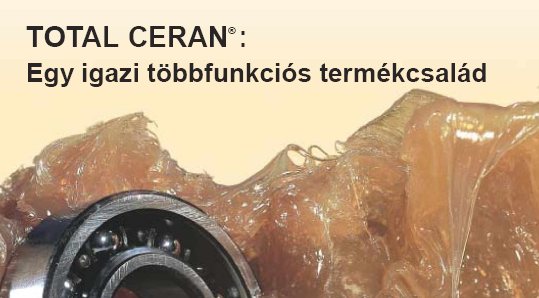 TOTAL CERAN®:
Egy igazi többfunkciós termékcsalád